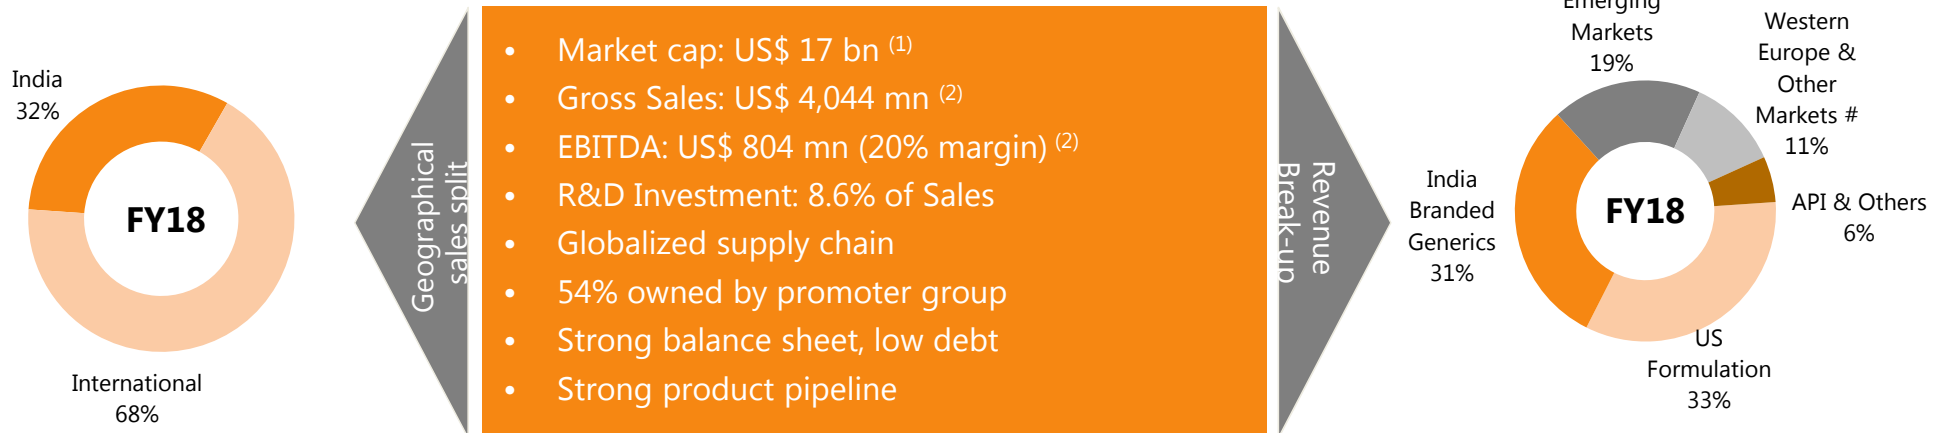 India
32%
FY18
International
68%
Geographical
sales split
• Market cap: US$ 17 bn (1)
• Gross Sales: US$ 4,044 mn (2)
• EBITDA: US$ 804 mn (20% margin) (2)
• R&D Investment: 8.6% of Sales
• Globalized supply chain
• 54% owned by promoter group
• Strong balance sheet, low debt
• Strong product pipeline
Revenue
Break-up
Emerging
Markets
19%
Western
Europe &
Other
Markets #
11%
India
Branded
Generics
31%
FY18
API & Others
6%
US
Formulation
33%